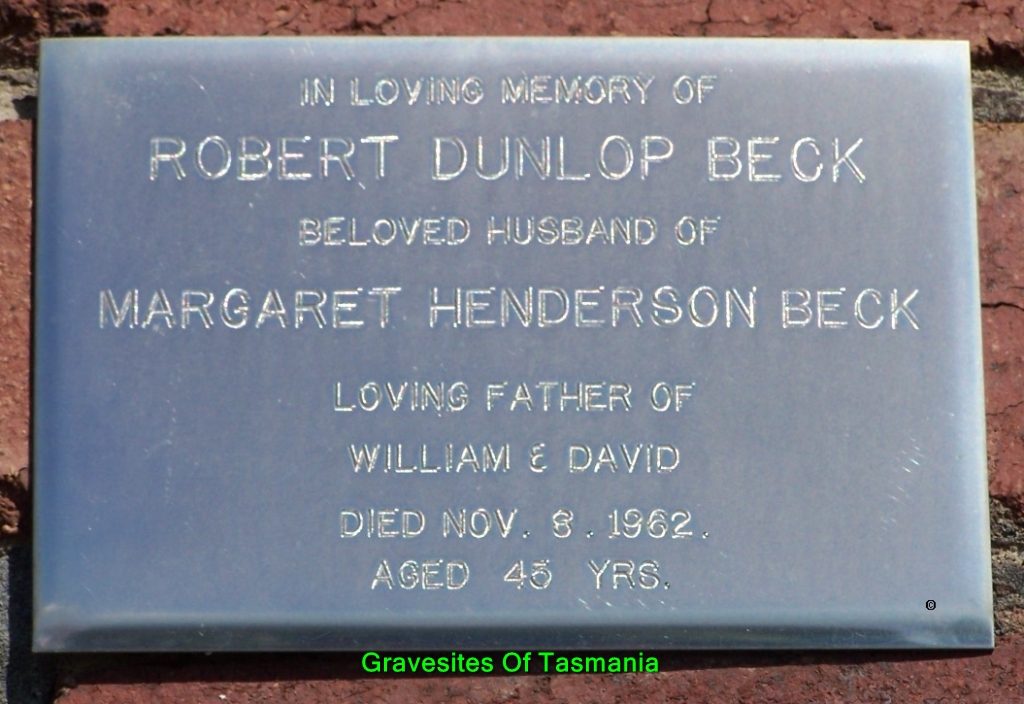 IN LOVING MEMORY OF
ROBERT DUNLOP BECK
BELOVED HUSBAND OF
MARGARET HENDERSON BECK
LOVING FATHER OF
WILLIAM & DAVID
DIED NOV. 8. 1962.
AGED 45 YRS.
©
Gravesites Of Tasmania